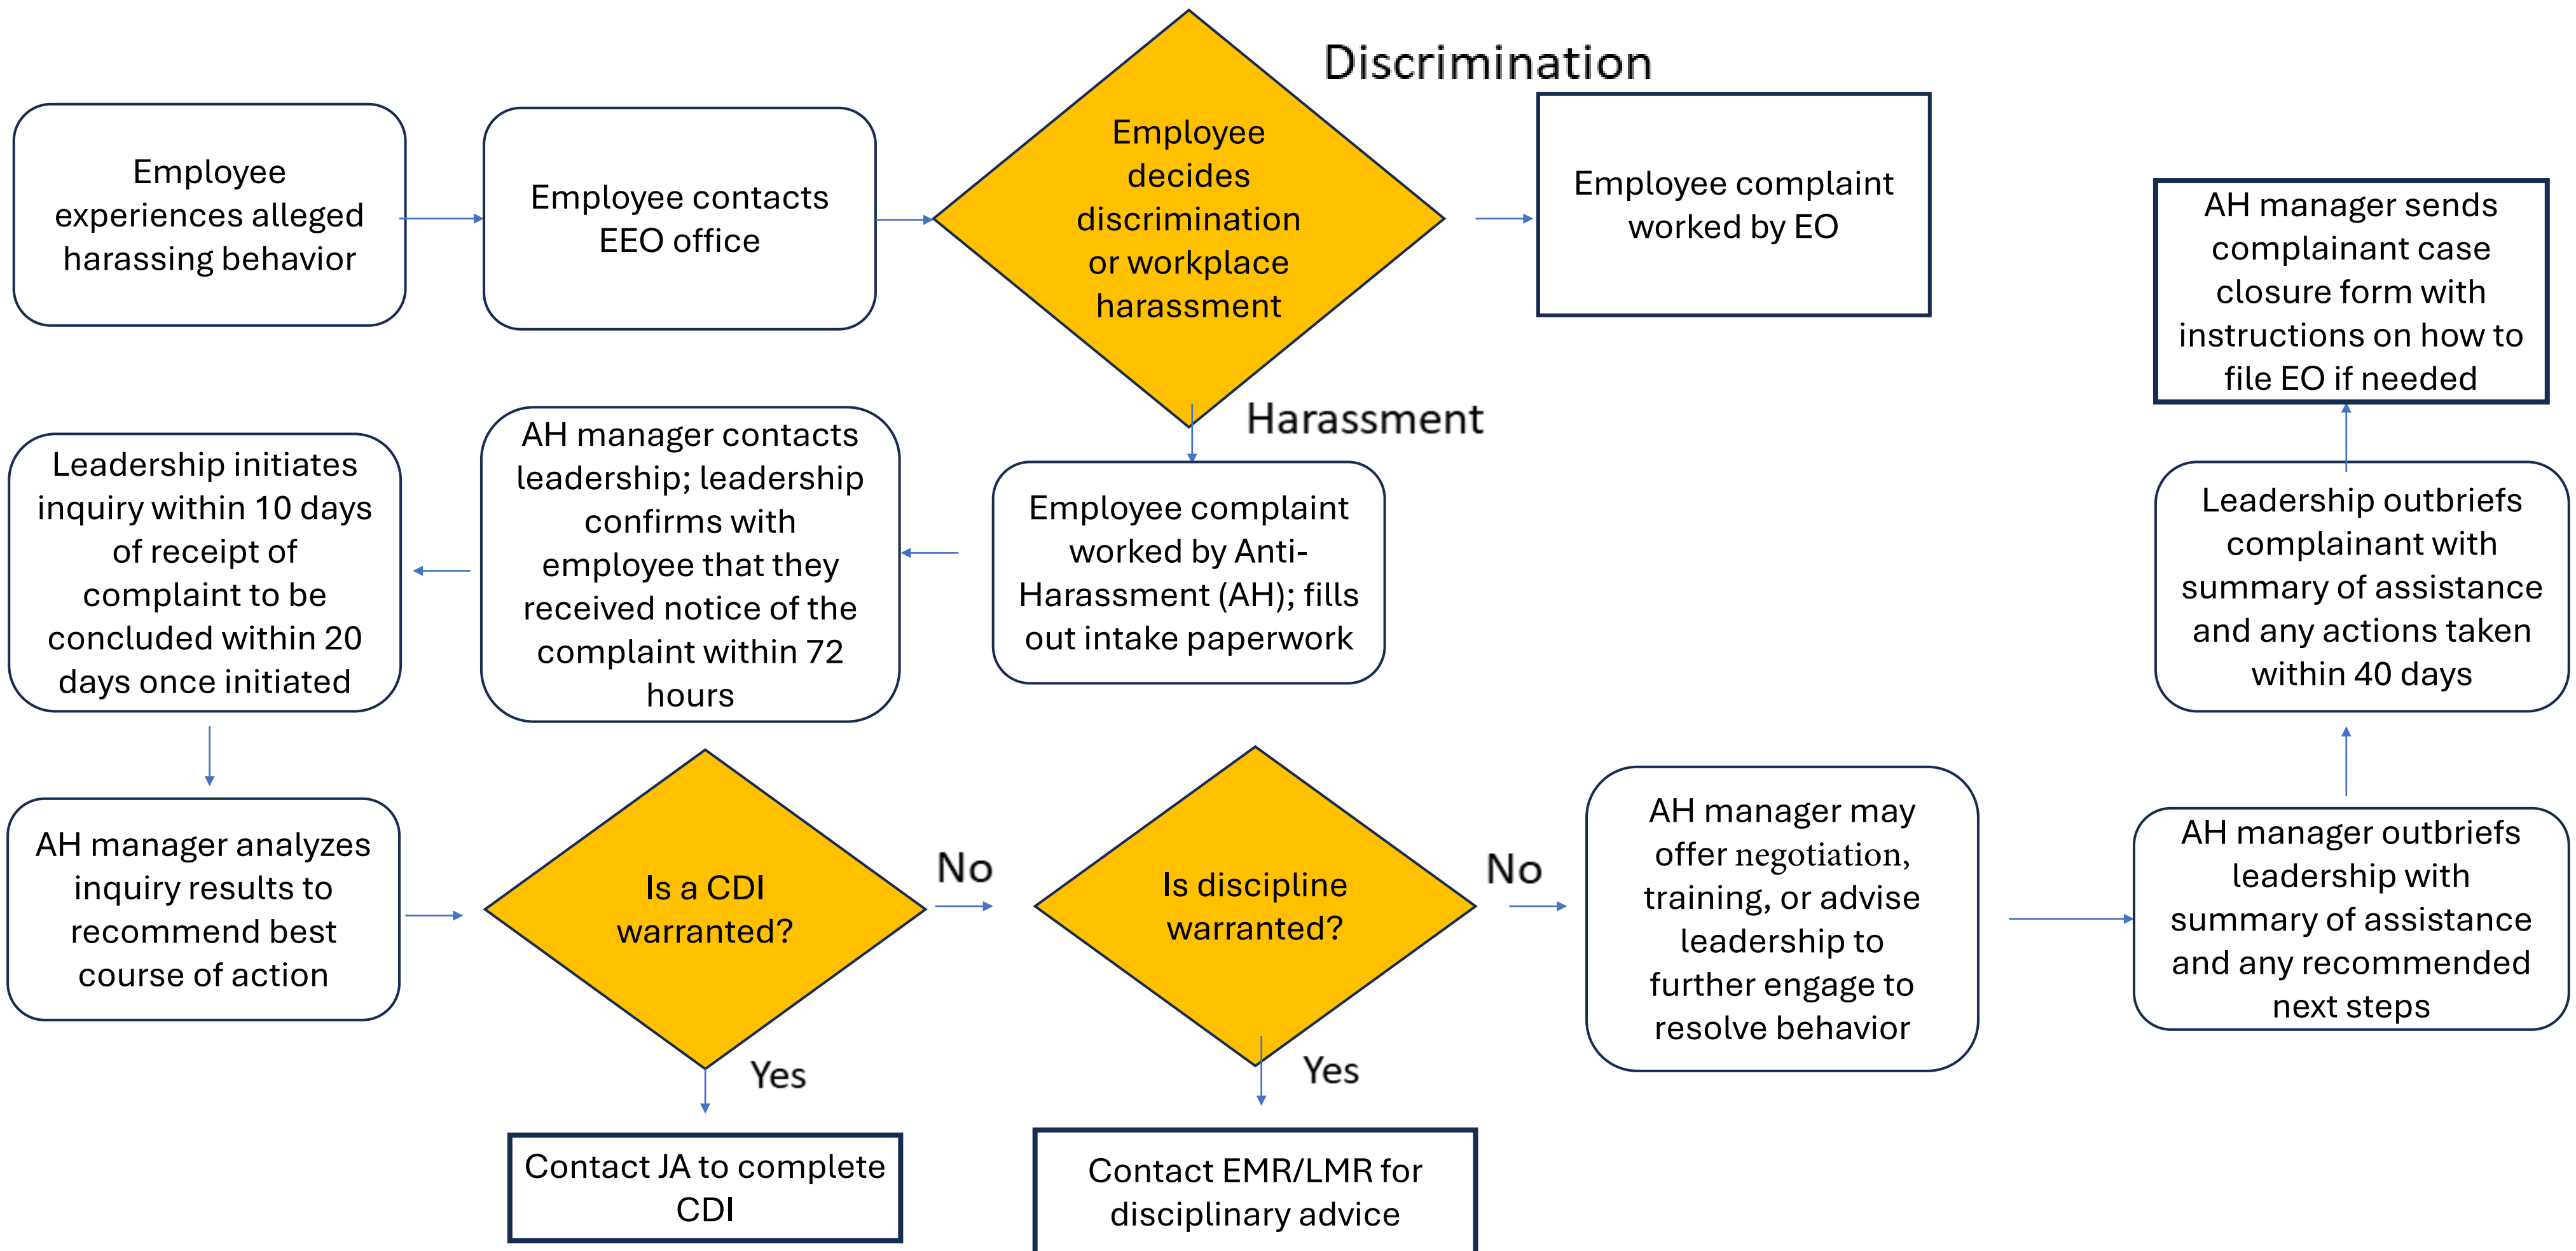 Employee
experiences alleged
harassing behavior
Employee contacts
EEO office
Employee
decides
discrimination
or workplace
harassment
Discrimination
Employee complaint
worked by EO
Harassment
Employee complaint
worked by Anti-
Harassment (AH); fills
out intake paperwork
AH manager contacts
leadership; leadership
confirms with
employee that they
received notice of the
complaint within 72
hours
Leadership initiates
inquiry within 10 days
of receipt of
complaint to be
concluded within 20
days once initiated
AH manager analyzes
inquiry results to
recommend best
course of action
Is a CDI
warranted?
Yes
Contact JA to complete
CDI
No
Is discipline
warranted?
Yes
Contact EMR/LMR for
disciplinary advice
No
AH manager may
offer negotiation,
training, or advise
leadership to
further engage to
resolve behavior
AH manager outbriefs
leadership with
summary of assistance
and any recommended
next steps
Leadership outbriefs
complainant with
summary of assistance
and any actions taken
within 40 days
AH manager sends
complainant case
closure form with
instructions on how to
file EO if needed